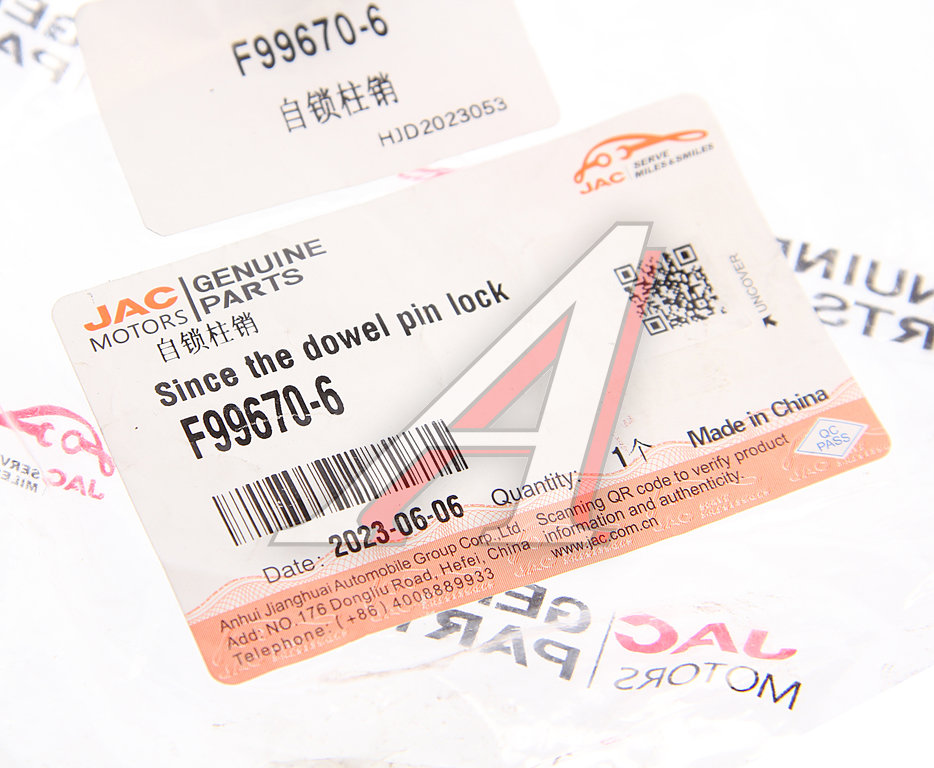 F99670-6
自锁柱销
HJD2023053
JAC
SERVE
MILES & SMILES
JAC
MOTORS
GENUINE
PARTS
自锁柱销
Since the dowel pin lock
F99670-6
UNCOVER
Date: 2023-06-06
Quantity: 1个
Made in China
QC
PASS
Anhui Jianghuai Automobile Group Corp., Ltd.
Add: NO.176 Dongliu Road, Hefei, China
Telephone: (+86) 4008889933
Scanning QR code to verify product
information and authenticity.
www.jac.com.cn
JAC
MOTORS